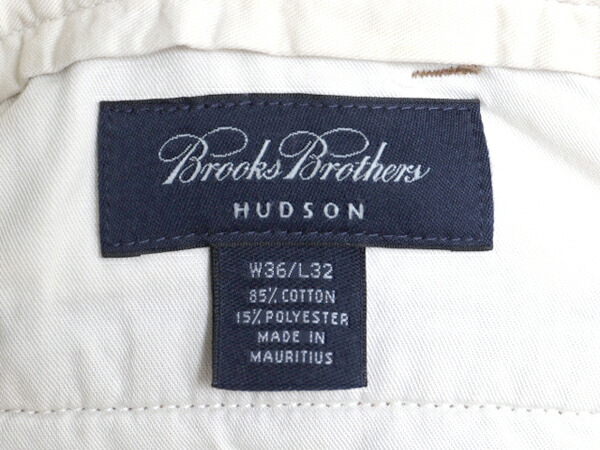 Brooks Brothers
HUDSON
W36/L32
85% COTTON
15% POLYESTER
MADE IN
MAURITIUS